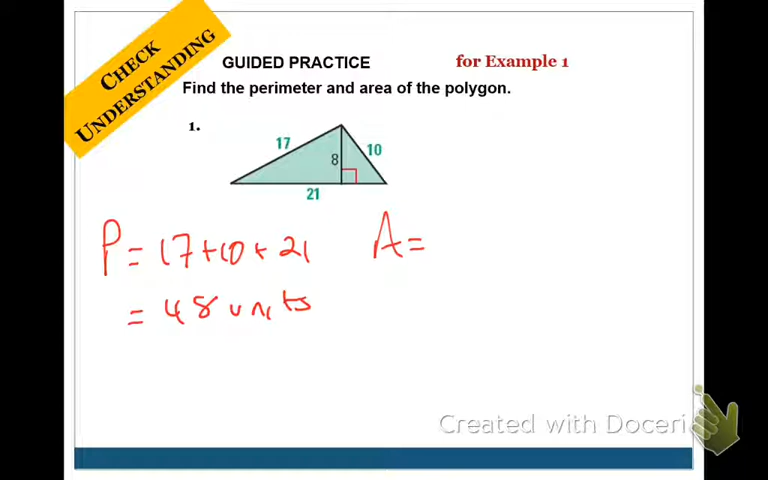 CHECK
UNDERSTANDING
GUIDED PRACTICE for Example 1
Find the perimeter and area of the polygon.
1.
17
8
10
21
P = 17+10+21 A =
= 48 units
Created with Doceri